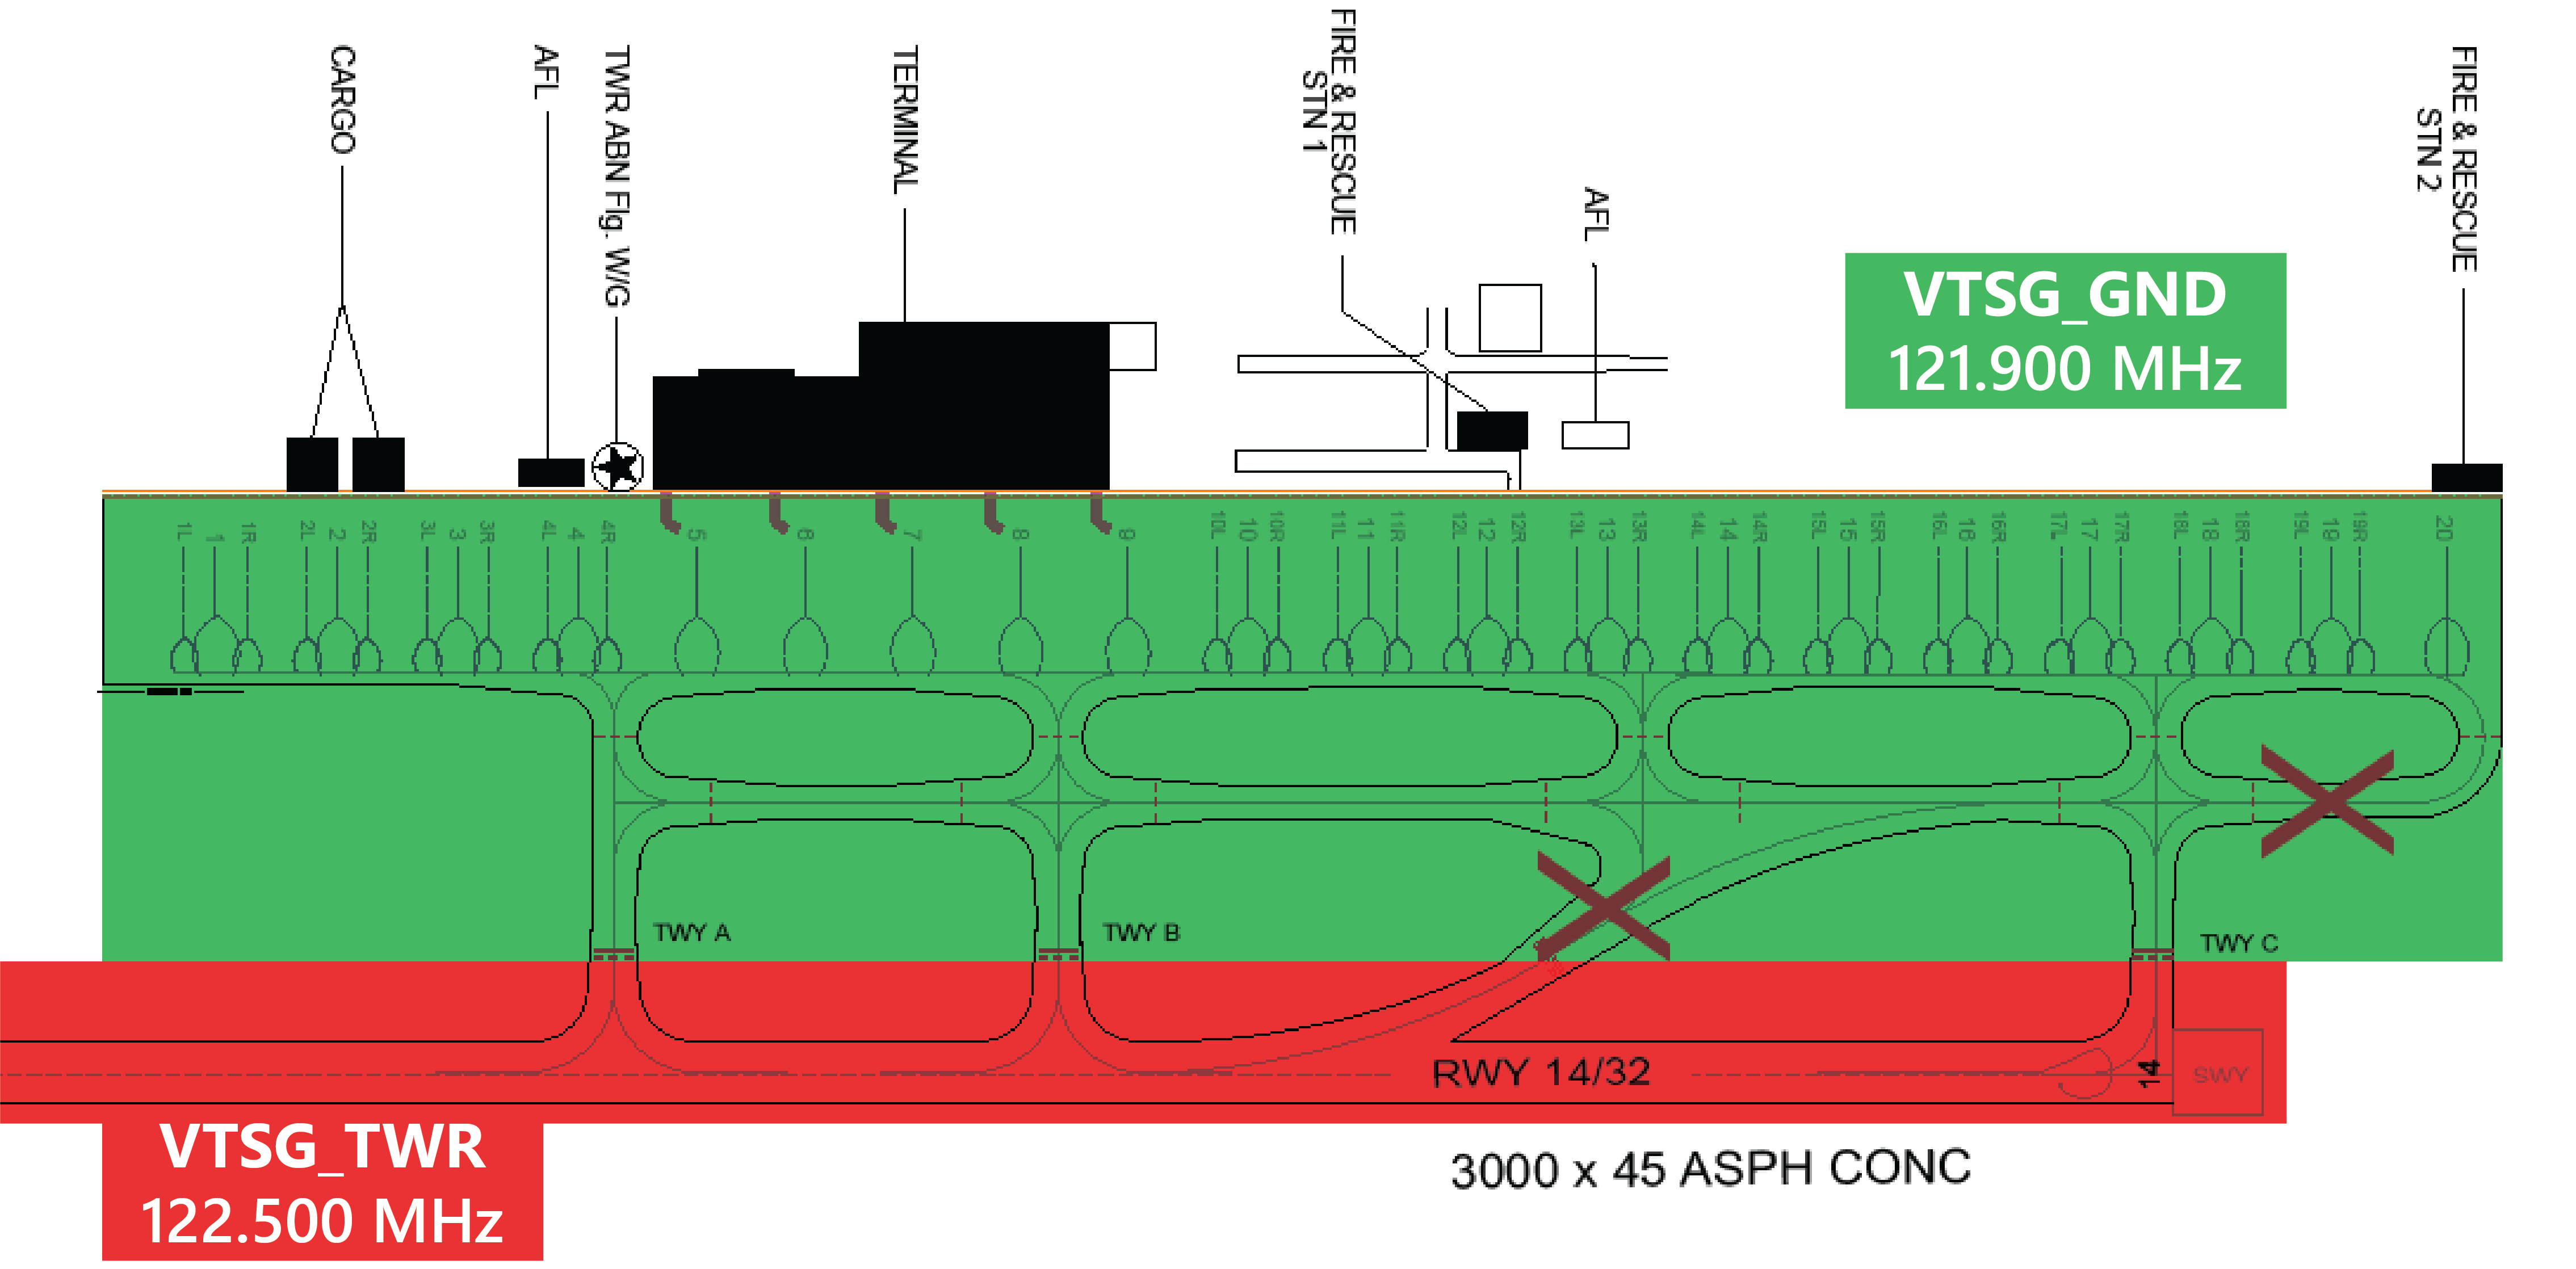 CARGO
AFL
TWR ABN Flg. W/G
TERMINAL
FIRE & RESCUE
STN 1
AFL
FIRE & RESCUE
STN 2
VTSG_GND
121.900 MHz
1L 1 1R 2L 2 2R 3L 3 3R 4L 4 4R 5 6 7 8 9 10L 10 10R 11L 11 11R 12L 12 12R 13L 13 13R 14L 14 14R 15L 15 15R 16L 16 16R 17L 17 17R 18L 18 18R 19L 19 19R 20
TWY A
TWY B
TWY C
RWY 14/32
14
SWY
VTSG_TWR
122.500 MHz
3000 x 45 ASPH CONC